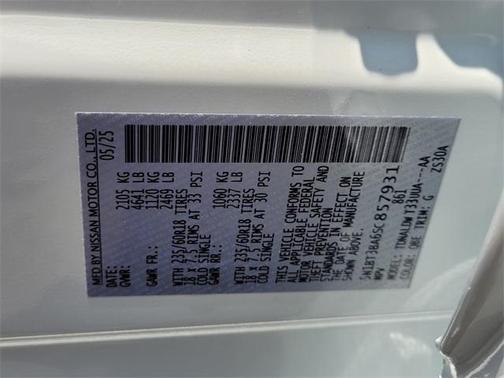 MFD BY NISSAN MOTOR CO., LTD.
DATE: 05/25
GVWR: 2105 KG
4641 LB
GAWR FR: 1120 KG
2469 LB
WITH 235/60R18 TIRES,
18 X 7.5 RIMS AT 33 PSI
COLD SINGLE
GAWR RR: 1060 KG
2337 LB
WITH 235/60R18 TIRES,
18 X 7.5 RIMS AT 30 PSI
COLD SINGLE
THIS VEHICLE CONFORMS TO ALL
APPLICABLE FEDERAL
MOTOR VEHICLE SAFETY AND
THEFT PREVENTION
STANDARDS IN EFFECT
ON THE DATE OF
MANUFACTURE SHOWN ABOVE.
5N1BT3BA6SC857931
MPV 861
COLOR: QBE TRIM: G
ZS30A